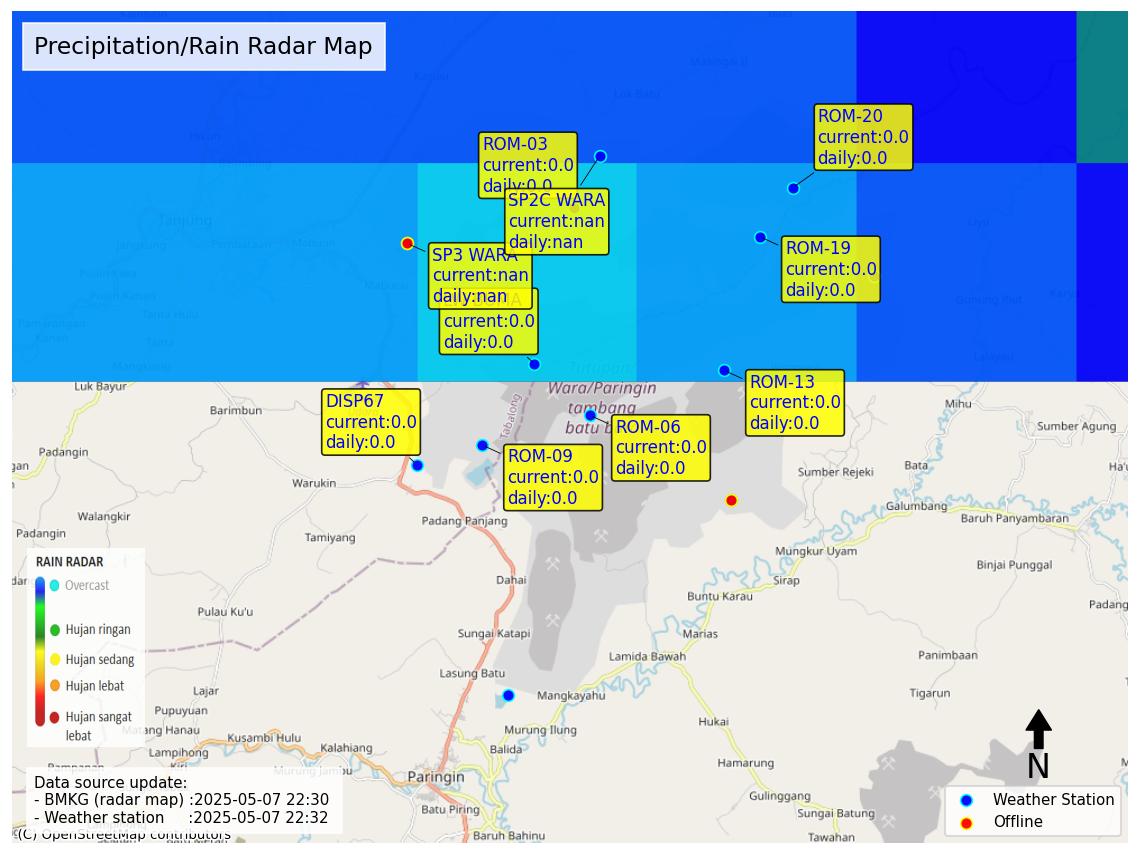 Precipitation/Rain Radar Map
ROM-20
current:0.0
daily:0.0
ROM-03
current:0.0
daily:0.0
SP2C WARA
current:nan
daily:nan
ROM-19
current:0.0
daily:0.0
SP3 WARA
current:nan
daily:nan
current:0.0
daily:0.0
Tanjung
Maburai
Luk Batu
Tutupan
Wara/Paringin
tambang
batu b
ROM-13
current:0.0
daily:0.0
DISP67
current:0.0
daily:0.0
ROM-06
current:0.0
daily:0.0
ROM-09
current:0.0
daily:0.0
Luk Bayur
Barimbun
Tabalong
Mihu
Sumber Agung
Sumber Rejeki
Bata
Ha'u
Warukin
Padangin
Walangkir
Padangin
Tamiyang
Padang Panjang
Galumbang
Baruh Panyambaran
Mungkur Uyam
Binjai Punggal
Dahai
Sirap
Buntu Karau
Padang
Pulau Ku'u
Sungai Katapi
Marias
Lamida Bawah
Panimbaan
Lasung Batu
Lajar
Mangkayahu
Tigarun
Pupuyuan
Matang Hanau
Kusambi Hulu
Murung Ilung
Hukai
Lampihong
Kalahiang
Balida
Hamarung
Murung Jambu
Paringin
Gulinggang
Batu Piring
Sungai Batung
Baruh Bahinu
Tawahan
RAIN RADAR
Overcast
Hujan ringan
Hujan sedang
Hujan lebat
Hujan sangat
lebat
Data source update:
- BMKG (radar map) :2025-05-07 22:30
- Weather station :2025-05-07 22:32
(C) OpenStreetMap contributors
N
Weather Station
Offline